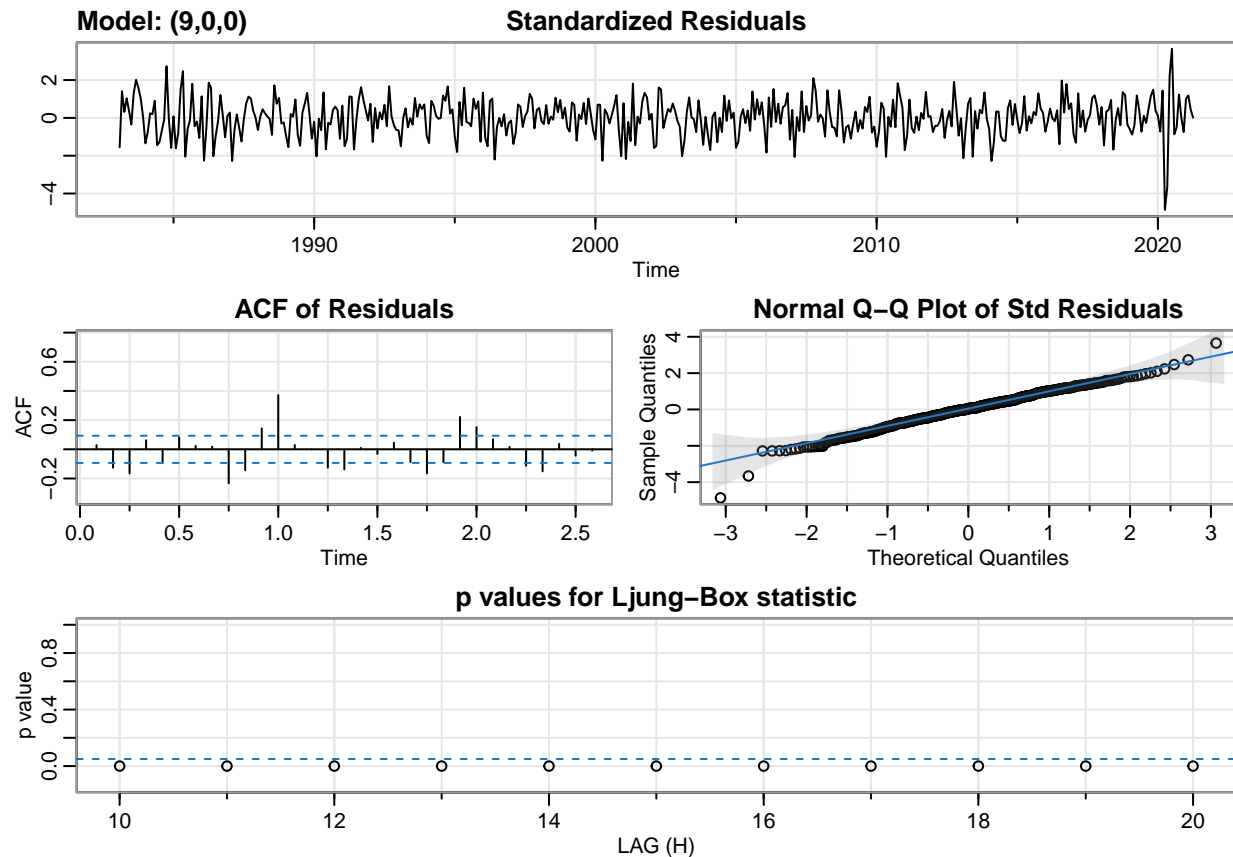 Model: (9,0,0) Standardized Residuals
2
0
−4
1990 2000 2010 2020
Time
ACF of Residuals
ACF
0.6
0.2
−0.2
0.0 0.5 1.0 1.5 2.0 2.5
Time
Normal Q−Q Plot of Std Residuals
Sample Quantiles
4
2
0
−4
−3 −2 −1 0 1 2 3
Theoretical Quantiles
p values for Ljung−Box statistic
p value
0.8
0.4
0.0
10 12 14 16 18 20
LAG (H)